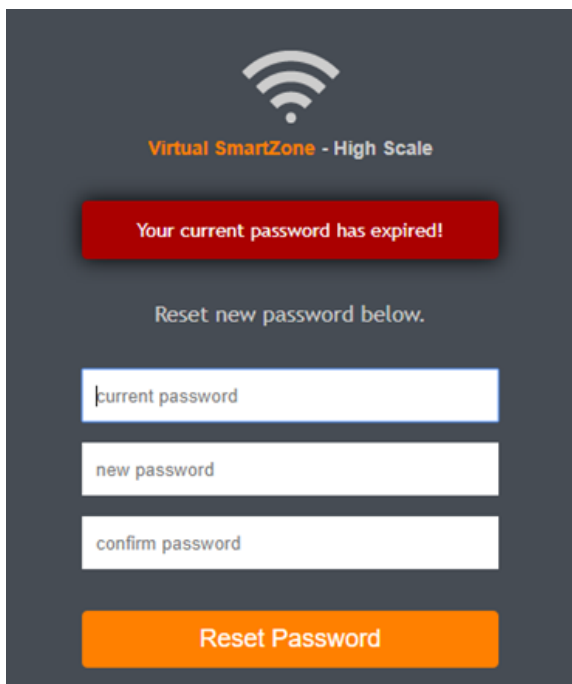 Virtual SmartZone - High Scale
Your current password has expired!
Reset new password below.
current password
new password
confirm password
Reset Password